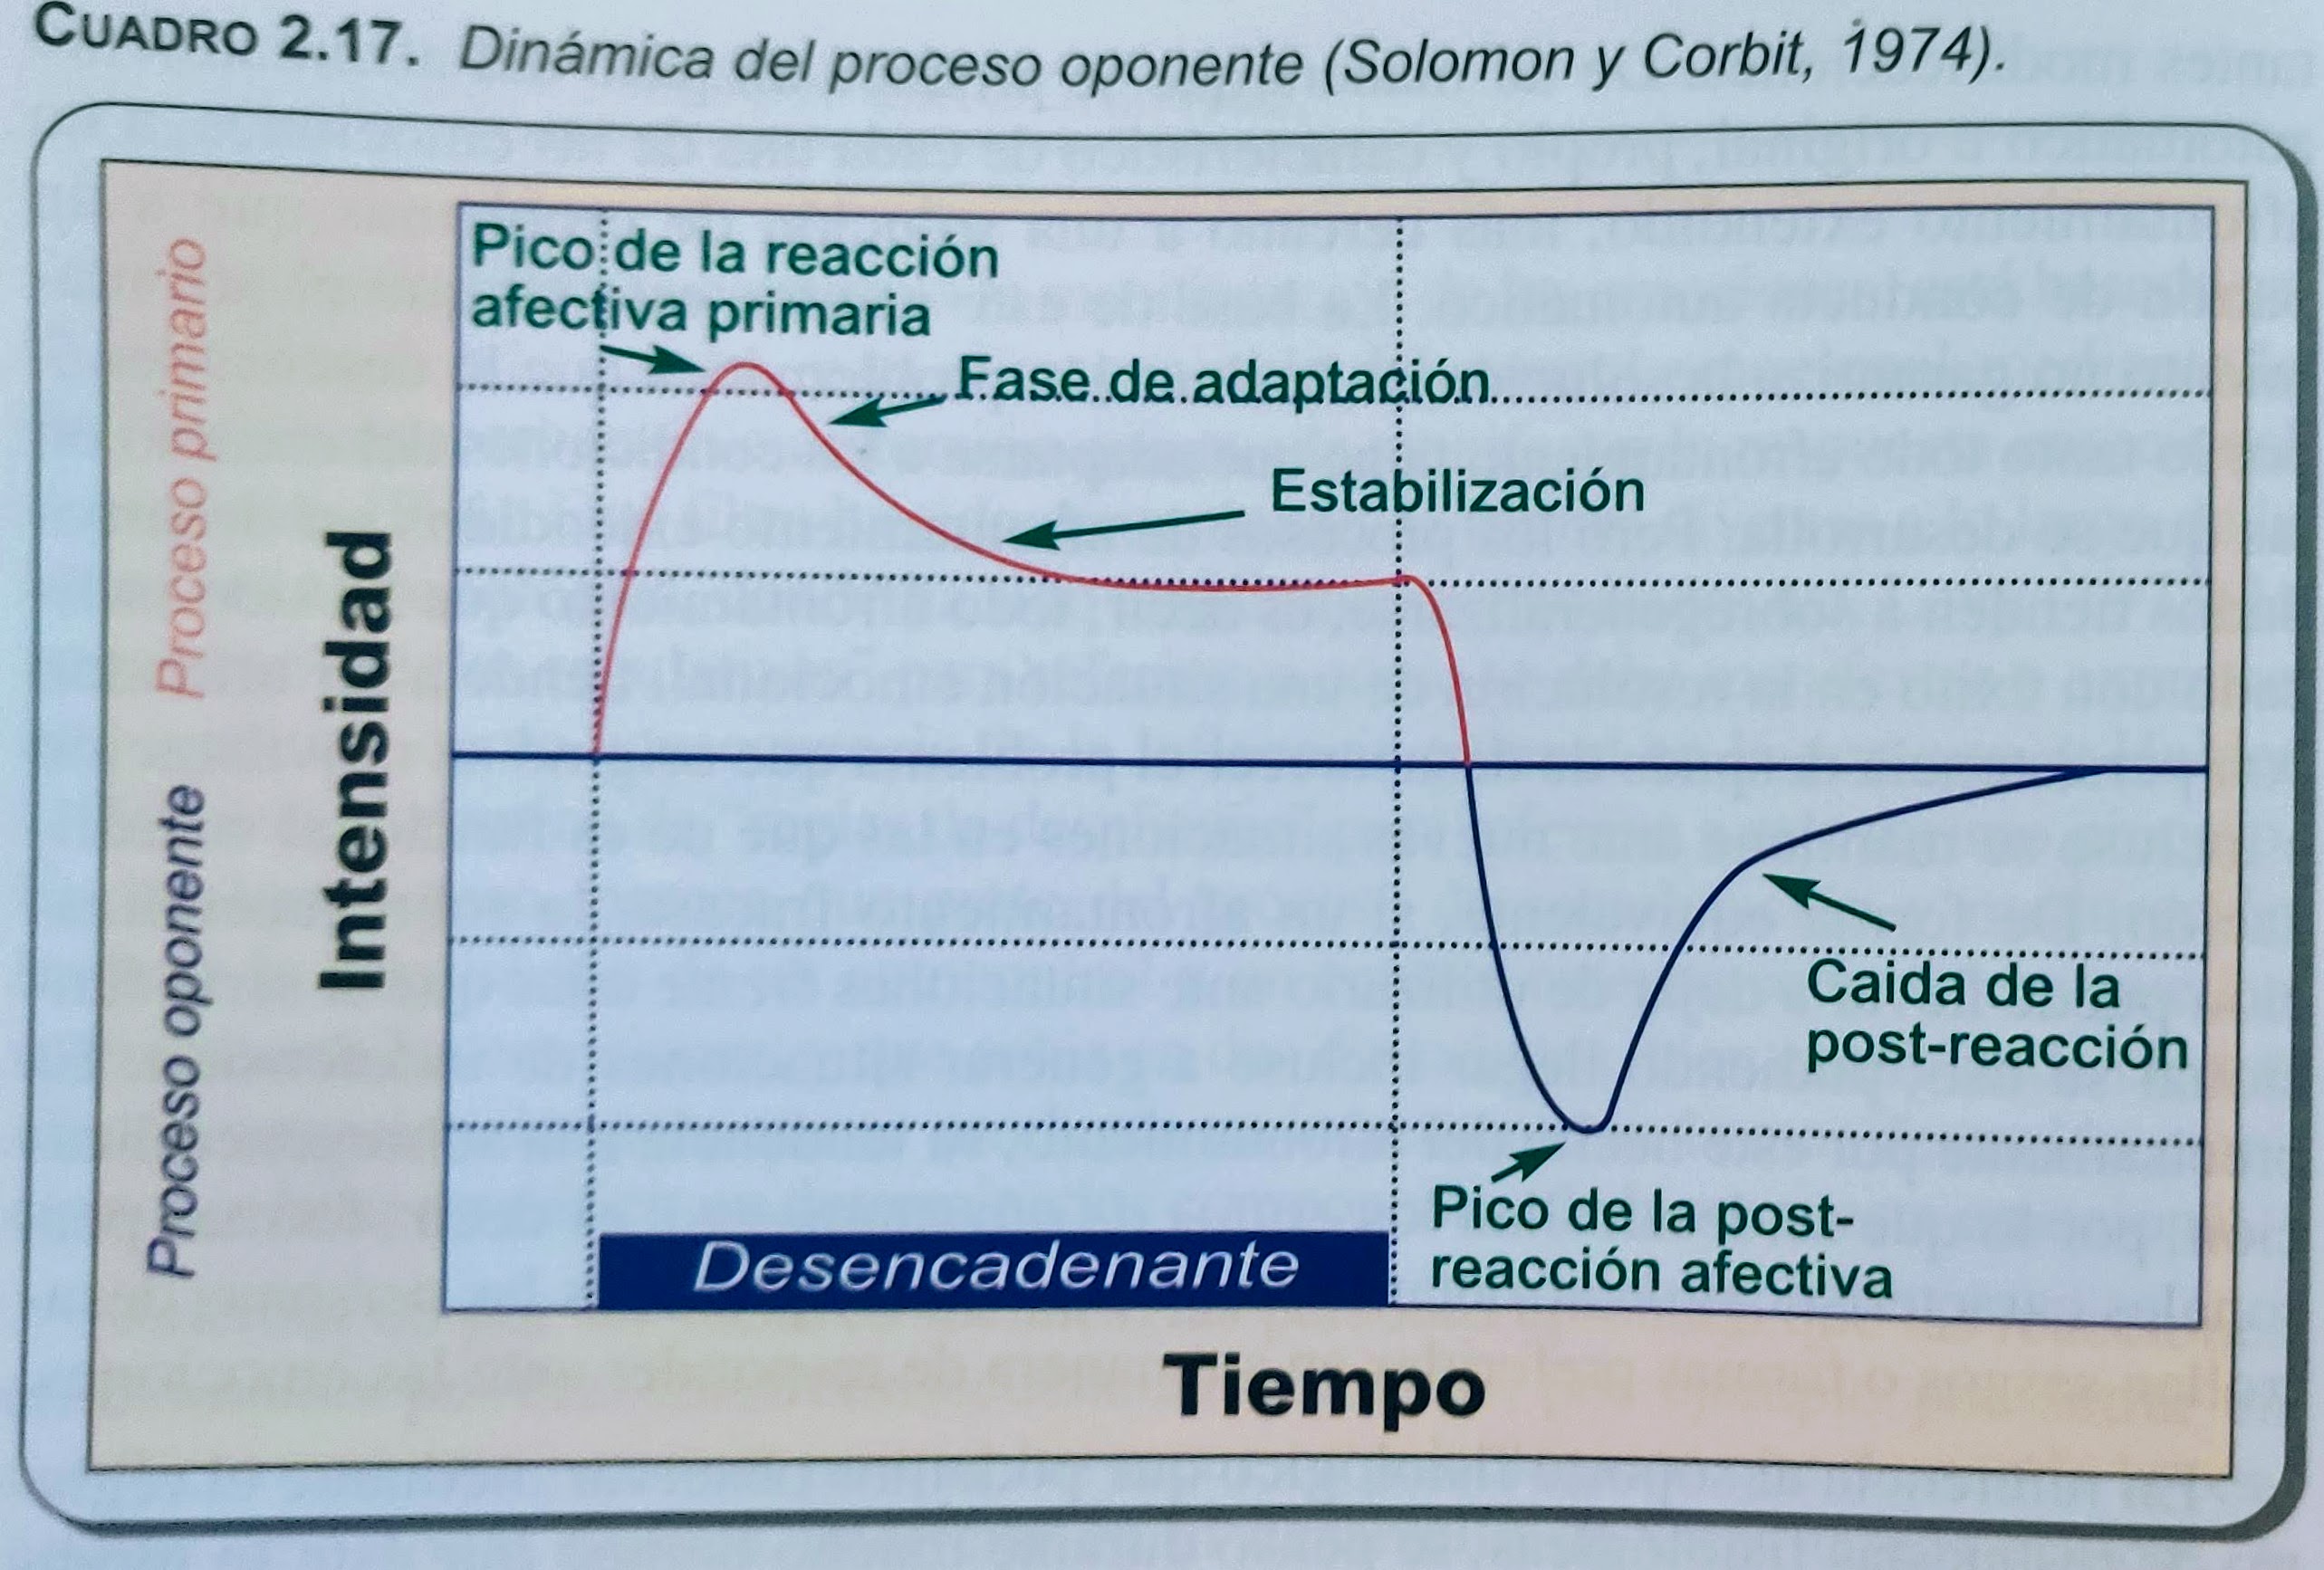 CUADRO 2.17. Dinámica del proceso oponente (Solomon y Corbit, 1974).
Proceso primario
Proceso oponente
Intensidad
Pico de la reacción
afectiva primaria
Fase de adaptación
Estabilización
Caida de la
post-reacción
Pico de la post-
reacción afectiva
Desencadenante
Tiempo